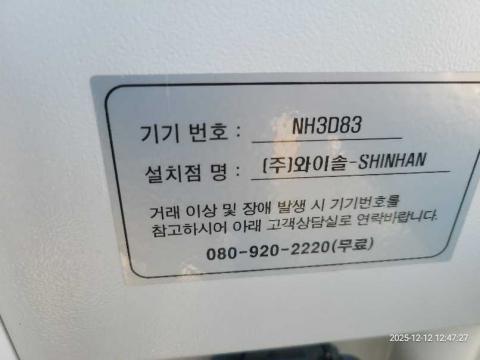 기기 번호 : NH3D83
설치점 명 : (주)와이솔-SHINHAN
거래 이상 및 장애 발생 시 기기번호를
참고하시어 아래 고객상담실로 연락바랍니다.
080-920-2220(무료)
2025-12-12 12:47:27